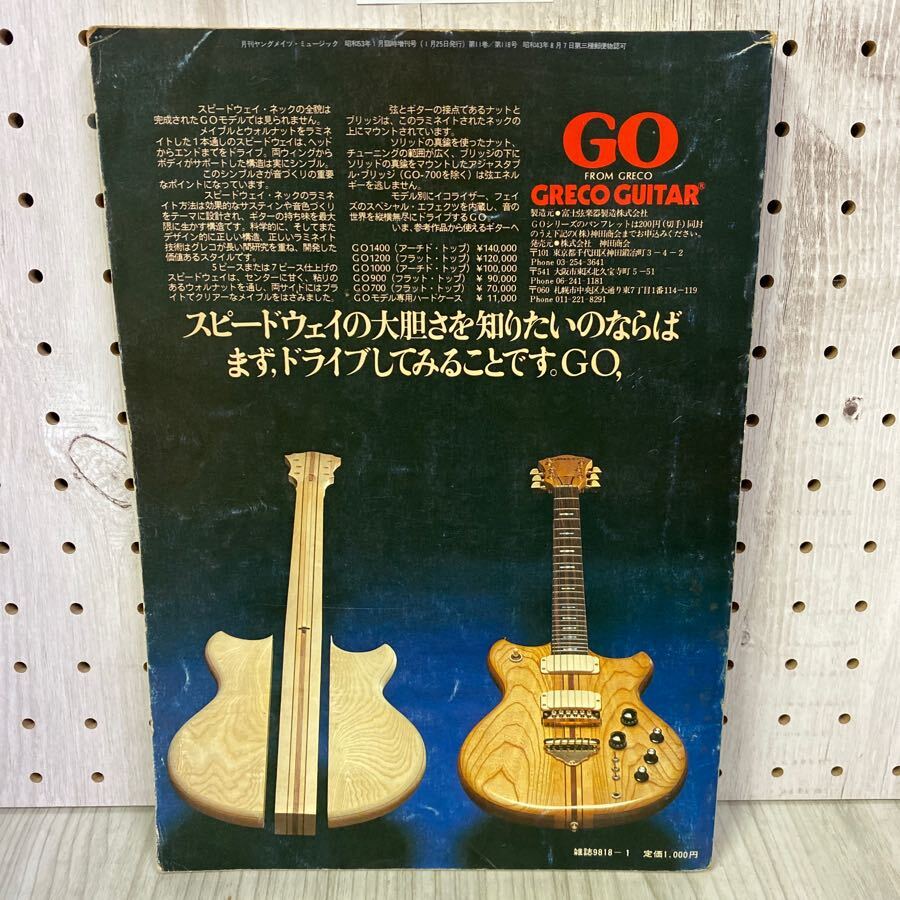 月刊ヤングメイツ・ミュージック　昭和53年1月臨時増刊号（1月25日発行）第11巻／第118号　昭和43年8月7日第三種郵便物認可
スピードウェイ・ネックの全貌は
完成されたＧＯモデルでは見られません。
メイプルとウォルナットをラミネ
イトした１本通しのスピードウェイは、ヘッド
からエンドまでをドライブ。両ウイングから
ボディがサポートした構造は実にシンプル。
このシンプルさが音づくりの重要
なポイントになっています。
スピードウェイ・ネックのラミネ
イト方法は効果的なサステインや音色づくり
をテーマに設計され、ギターの持ち味を最大
限に生かす構造です。科学的に、そしてまた
デザイン的に正しい構造、正しいラミネイト
技術はグレコが長い間研究を重ね、開発した
価値あるスタイルです。
５ピースまたは７ピース仕上げの
スピードウェイは、センターに甘く、粘りの
あるウォルナットを通し、両サイドにはブラ
イトでクリアーなメイプルをはさみました。
弦とギターの接点であるナットと
ブリッジは、このラミネイトされたネックの
上にマウントされています。
ソリッドの真鍮を使ったナット、
チューニングの範囲が広く、ブリッジの下に
ソリッドの真鍮をマウントしたアジャスタブ
ル・ブリッジ（GO-700を除く）は弦エネル
ギーを逃しません。
モデル別にイコライザー、フェイ
ズのスペシャル・エフェクツを内蔵し、音の
世界を縦横無尽にドライブするＧＯ。
いま、参考作品から使えるギターへ
GO1400（アーチド・トップ）￥140,000
GO1200（フラット・トップ）￥120,000
GO1000（アーチド・トップ）￥100,000
GO900（フラット・トップ）￥ 90,000
GO700（フラット・トップ）￥ 70,000
ＧＯモデル専用ハードケース ￥ 11,000
GO
FROM GRECO
GRECO GUITAR®
製造元●富士弦楽器製造株式会社
ＧＯシリーズのパンフレットは200円（切手）同封
のうえ下記の（株）神田商会までお申込みください。
発売元●株式会社　神田商会
〒101 東京都千代田区神田鍛冶町３－４－２
Phone 03-254-3641
〒541 大阪市東区北久宝寺町５－51
Phone 06-241-1181
〒060 札幌市中央区大通り東７丁目１番114－119
Phone 011-221-8291
スピードウェイの大胆さを知りたいのならば
まず,ドライブしてみることです。GO,
雑誌9818－1　定価1,000円